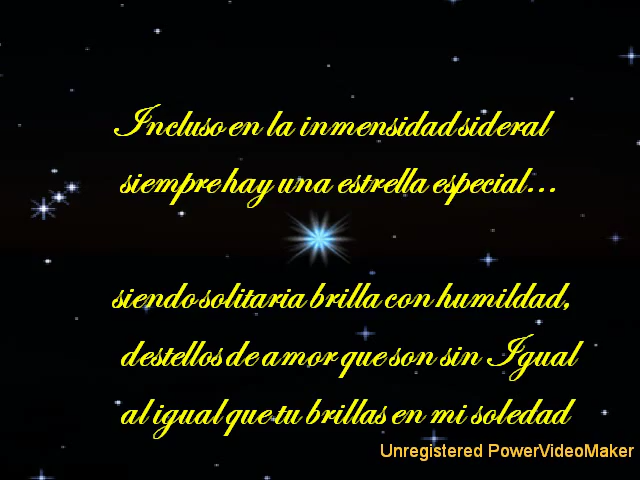 Incluso en la inmensidad sideral
siempre hay una estrella especial...
siendo solitaria brilla con humildad,
destellos de amor que son sin Igual
al igual que tu brillas en mi soledad
Unregistered PowerVideoMaker